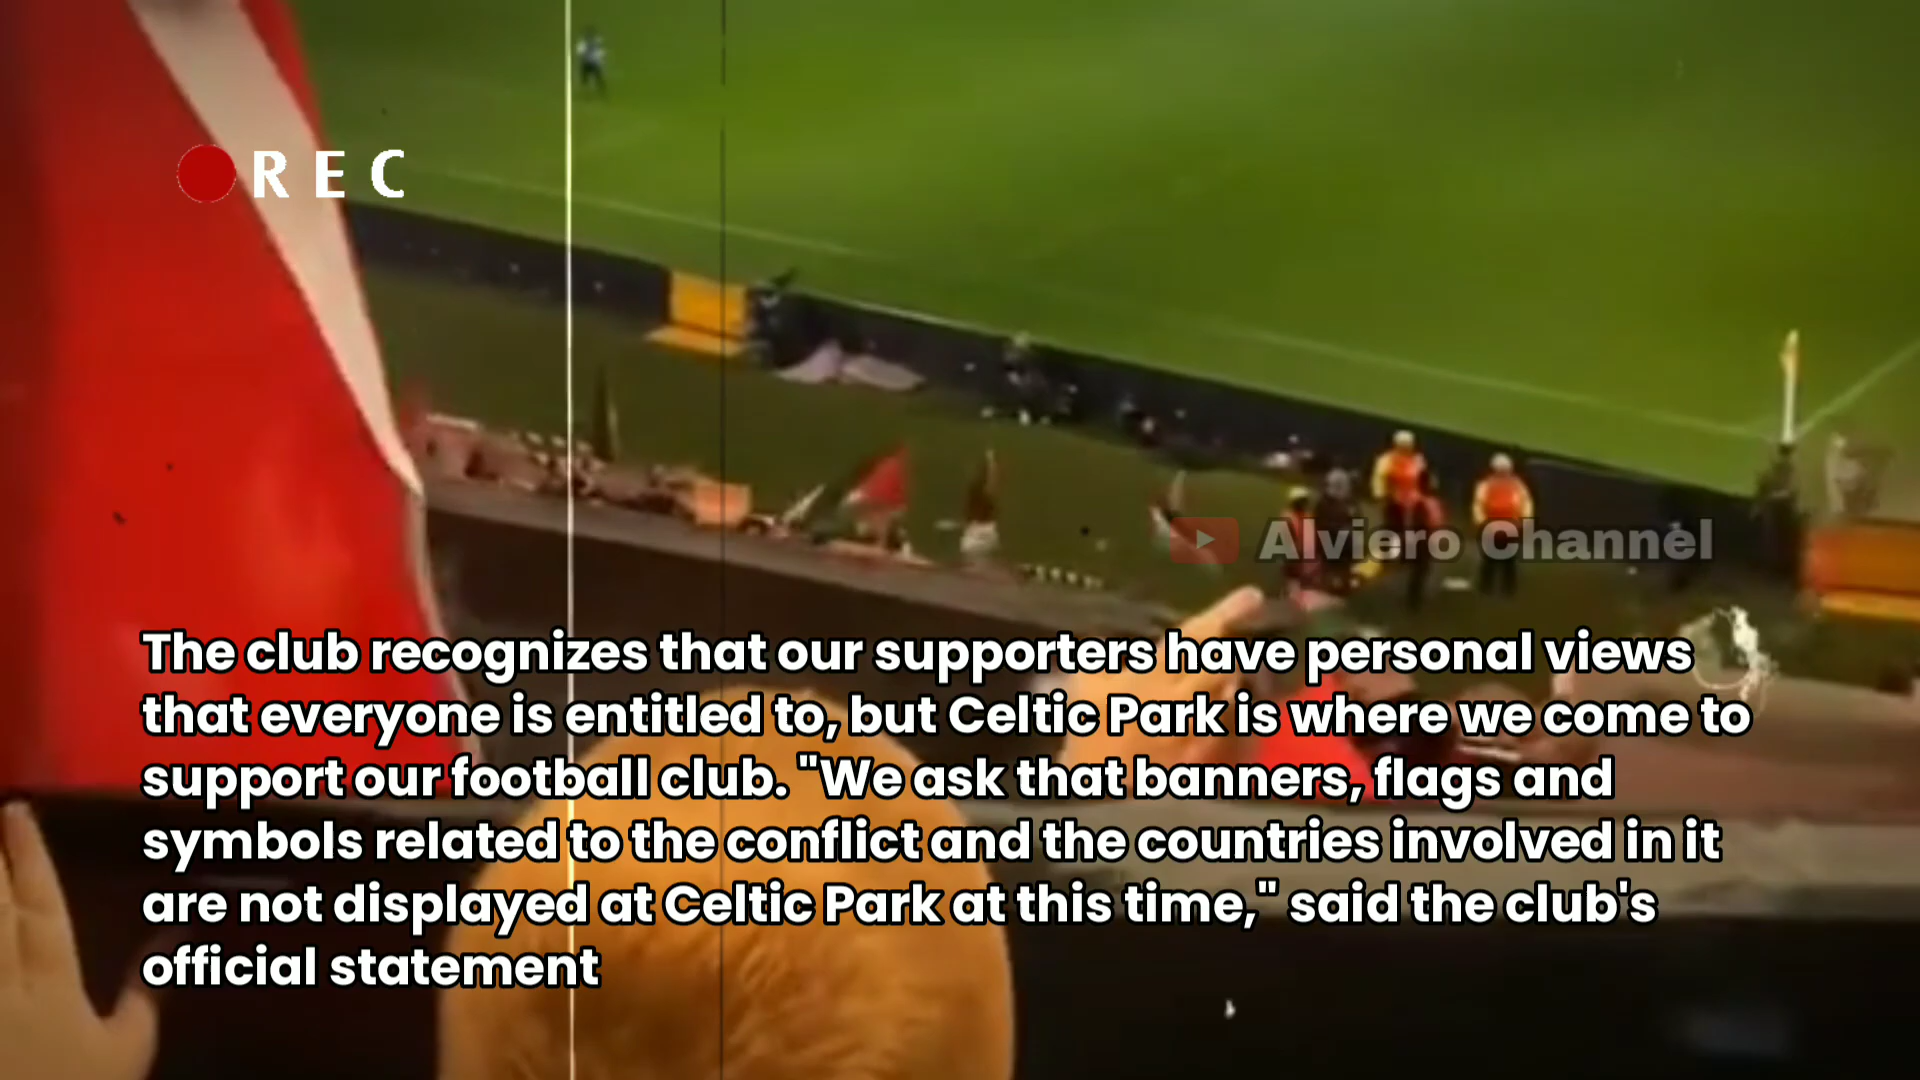 REC
Alviero Channel
The club recognizes that our supporters have personal views
that everyone is entitled to, but Celtic Park is where we come to
support our football club. "We ask that banners, flags and
symbols related to the conflict and the countries involved in it
are not displayed at Celtic Park at this time," said the club's
official statement